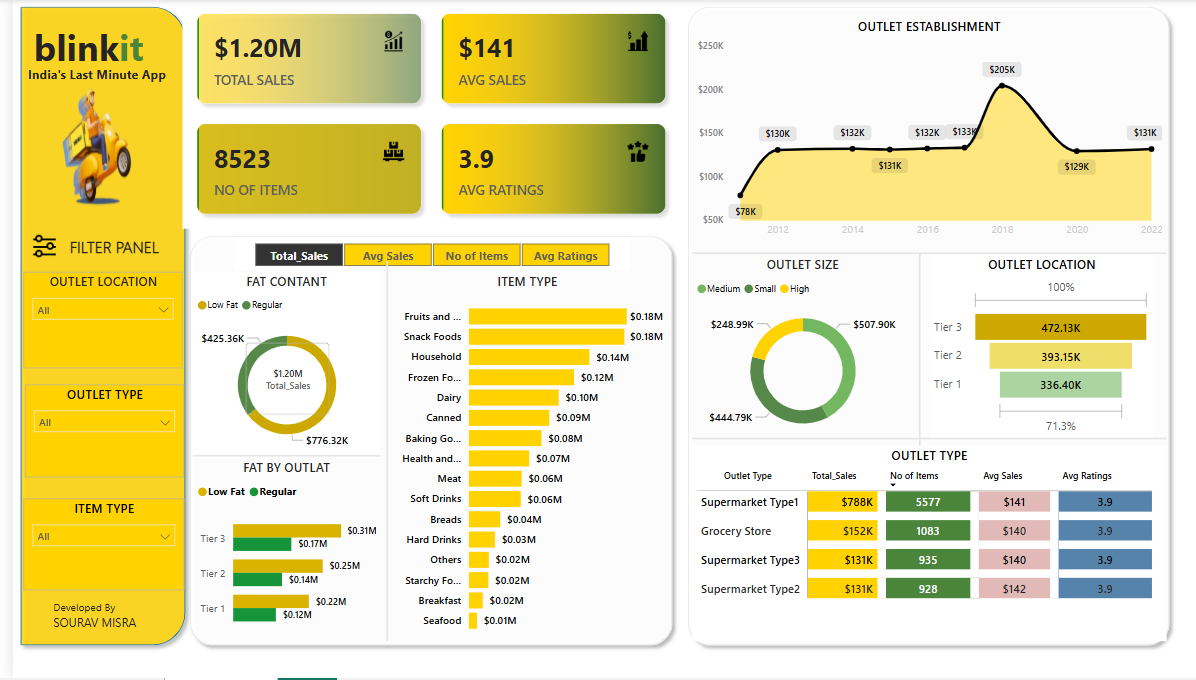 blinkit
India's Last Minute App
FILTER PANEL
OUTLET LOCATION
All
OUTLET TYPE
All
ITEM TYPE
All
Developed By
SOURAV MISRA
$1.20M
TOTAL SALES
$141
AVG SALES
8523
NO OF ITEMS
3.9
AVG RATINGS
Total_Sales Avg Sales No of Items Avg Ratings
FAT CONTANT
Low Fat Regular
$425.36K
$1.20M
Total_Sales
$776.32K
FAT BY OUTLAT
Low Fat Regular
Tier 3 $0.31M
$0.17M
Tier 2 $0.25M
$0.14M
Tier 1 $0.22M
$0.12M
ITEM TYPE
Fruits and ... $0.18M
Snack Foods $0.18M
Household $0.14M
Frozen Fo... $0.12M
Dairy $0.10M
Canned $0.09M
Baking Go... $0.08M
Health and... $0.07M
Meat $0.06M
Soft Drinks $0.06M
Breads $0.04M
Hard Drinks $0.03M
Others $0.02M
Starchy Fo... $0.02M
Breakfast $0.02M
Seafood $0.01M
OUTLET ESTABLISHMENT
$250K
$200K
$150K
$100K
$50K
$78K $130K $132K $131K $132K $133K $205K $129K $131K
2012 2014 2016 2018 2020 2022
OUTLET SIZE
Medium Small High
$248.99K $507.90K
$444.79K
OUTLET LOCATION
100%
Tier 3 472.13K
Tier 2 393.15K
Tier 1 336.40K
71.3%
OUTLET TYPE
Outlet Type Total_Sales No of Items Avg Sales Avg Ratings
Supermarket Type1 $788K 5577 $141 3.9
Grocery Store $152K 1083 $140 3.9
Supermarket Type3 $131K 935 $140 3.9
Supermarket Type2 $131K 928 $142 3.9